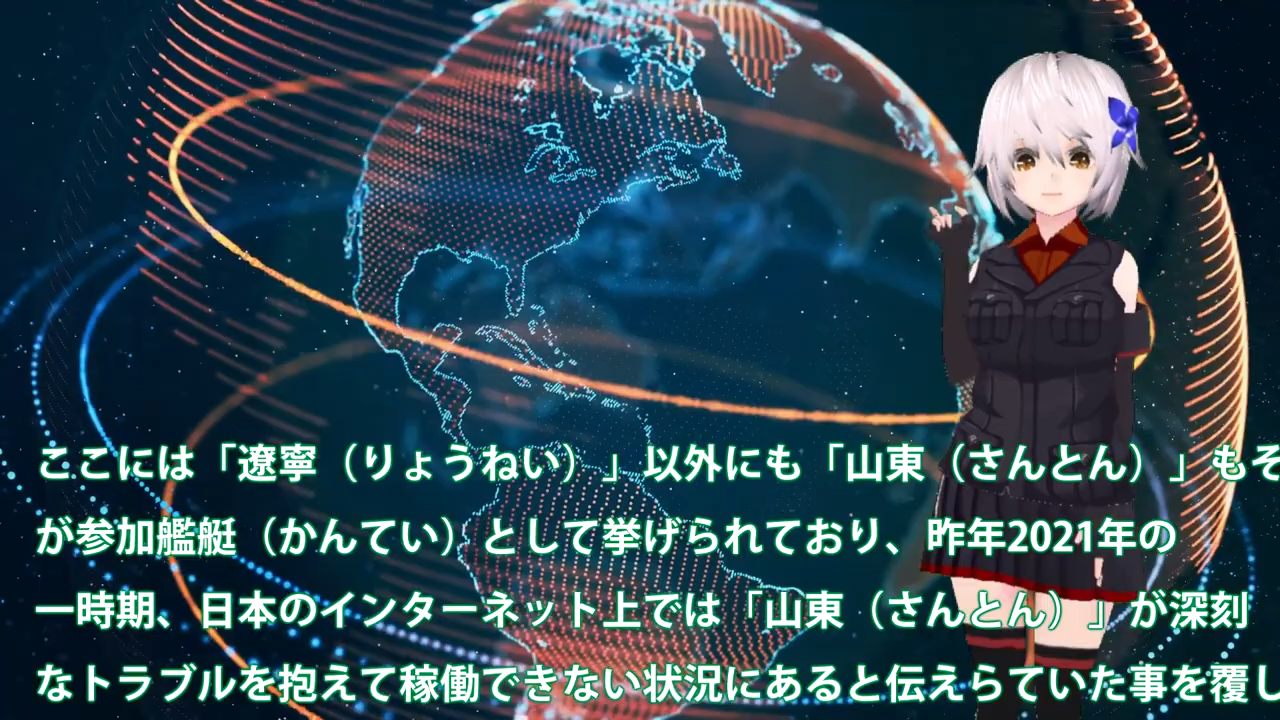 ここには「遼寧（りょうねい）」以外にも「山東（さんとん）」もそ
が参加艦艇（かんてい）として挙げられており、昨年2021年の
一時期、日本のインターネット上では「山東（さんとん）」が深刻
なトラブルを抱えて稼働できない状況にあると伝えらていた事を覆し